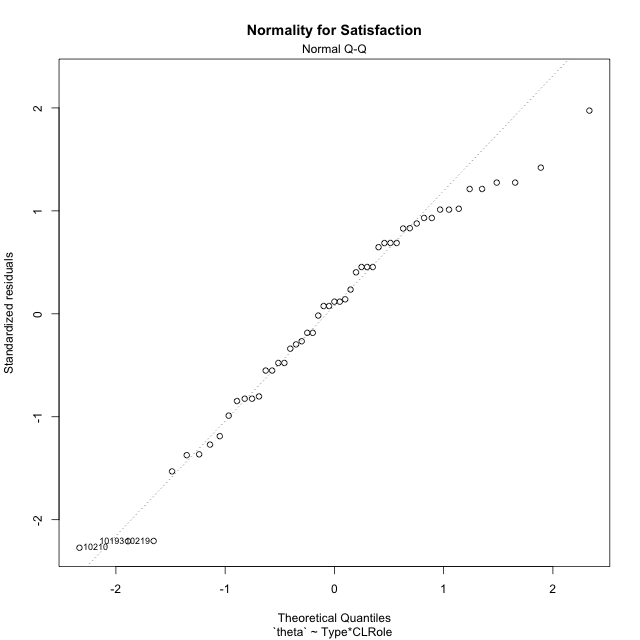 Normality for Satisfaction
Normal Q-Q
Standardized residuals
2
1
0
-1
-2
10210
10193
10219
-2
-1
0
1
2
Theoretical Quantiles
`theta` ~ Type*CLRole